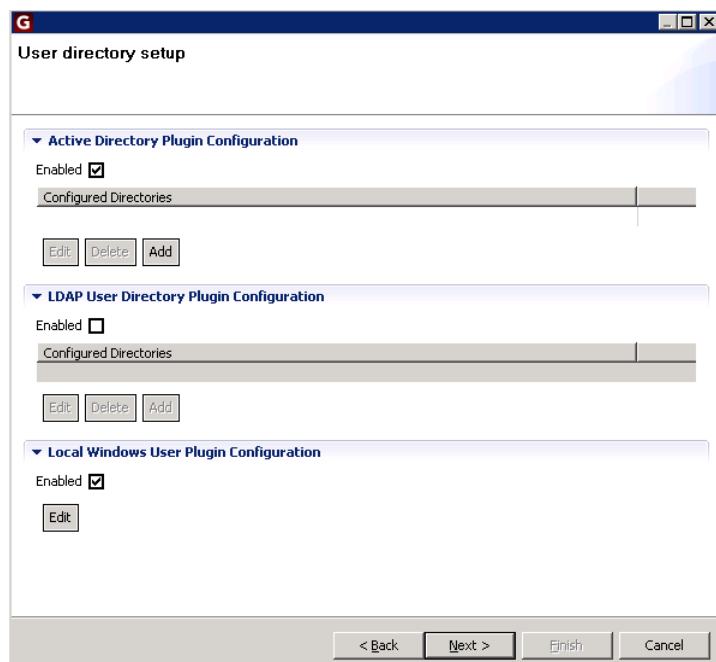 G
User directory setup
Active Directory Plugin Configuration
Enabled
Configured Directories
Edit Delete Add
LDAP User Directory Plugin Configuration
Enabled
Configured Directories
Edit Delete Add
Local Windows User Plugin Configuration
Enabled
Edit
< Back Next > Finish Cancel